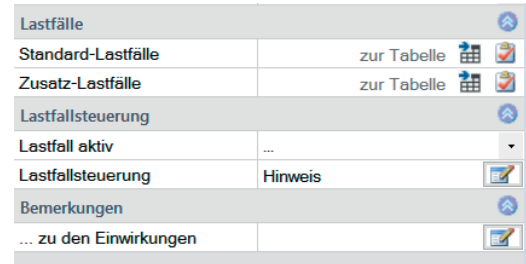 Lastfälle
Standard-Lastfälle zur Tabelle
Zusatz-Lastfälle zur Tabelle
Lastfallsteuerung
Lastfall aktiv ...
Lastfallsteuerung Hinweis
Bemerkungen
... zu den Einwirkungen